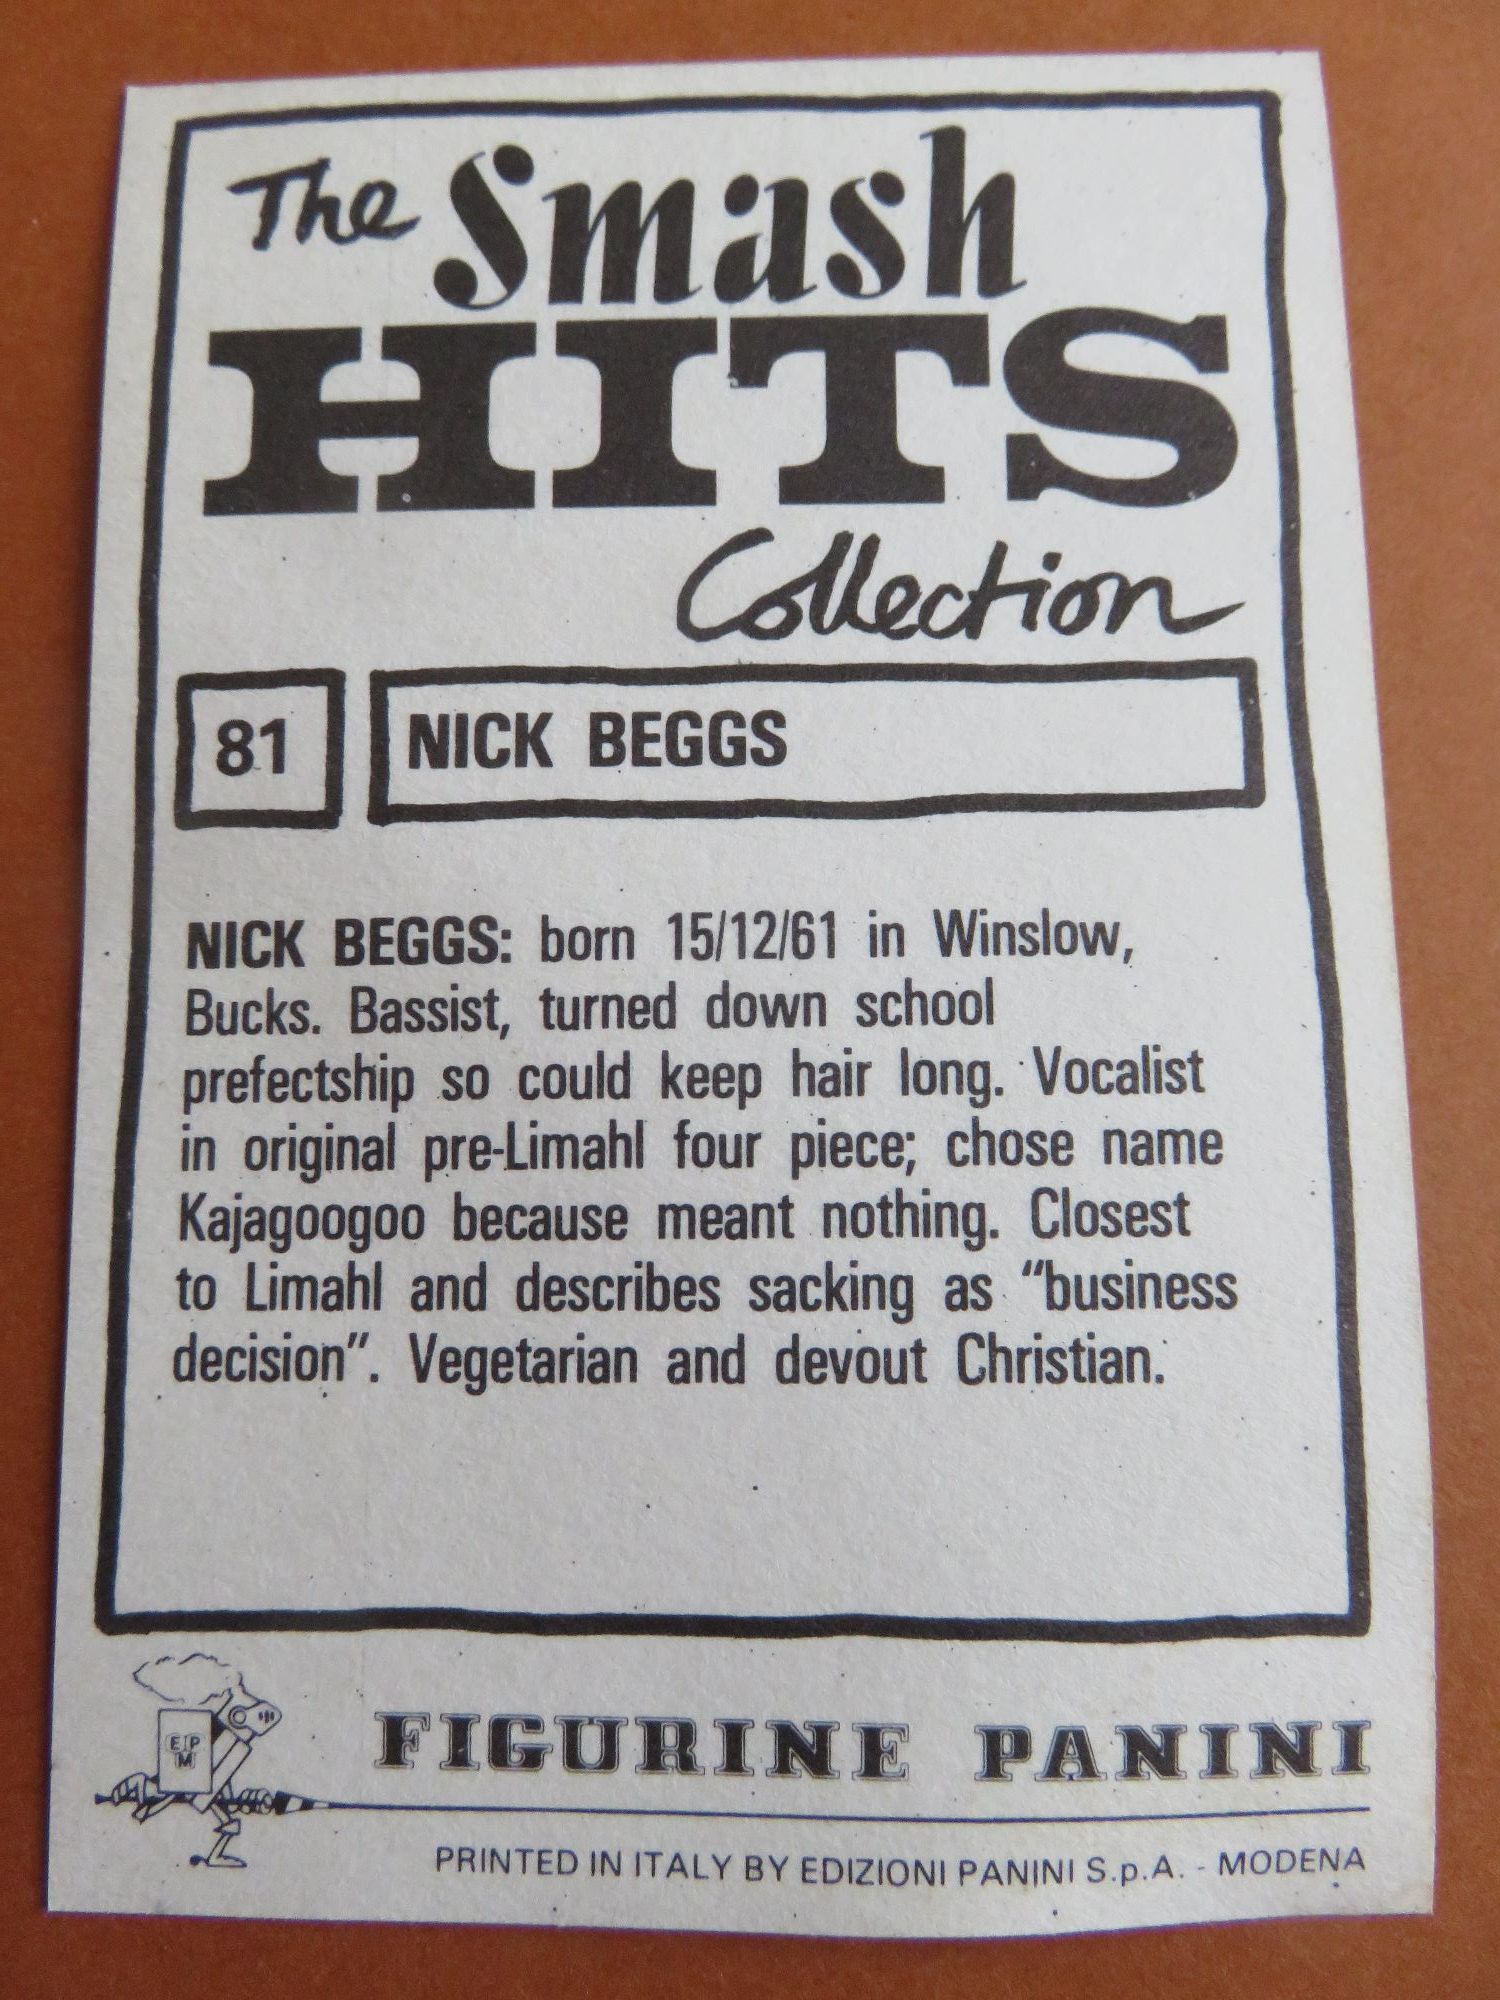 The Smash
HITS
Collection
81 NICK BEGGS
NICK BEGGS: born 15/12/61 in Winslow,
Bucks. Bassist, turned down school
prefectship so could keep hair long. Vocalist
in original pre-Limahl four piece; chose name
Kajagoogoo because meant nothing. Closest
to Limahl and describes sacking as “business
decision”. Vegetarian and devout Christian.
E P
M
FIGURINE PANINI
PRINTED IN ITALY BY EDIZIONI PANINI S.p.A. - MODENA